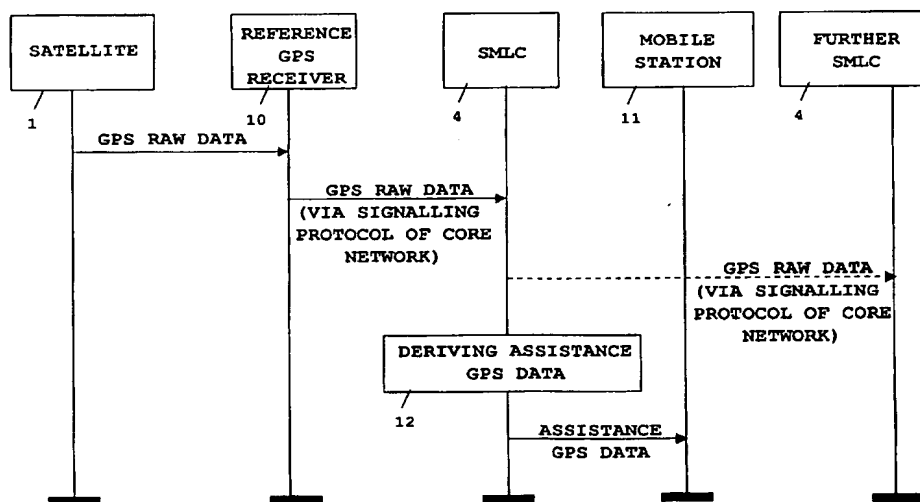 SATELLITE
REFERENCE
GPS
RECEIVER
SMLC
MOBILE
STATION
FURTHER
SMLC
1
10
4
11
4
GPS RAW DATA
GPS RAW DATA
(VIA SIGNALLING
PROTOCOL OF CORE
NETWORK)
GPS RAW DATA
(VIA SIGNALLING
PROTOCOL OF CORE
NETWORK)
DERIVING ASSISTANCE
GPS DATA
12
ASSISTANCE
GPS DATA